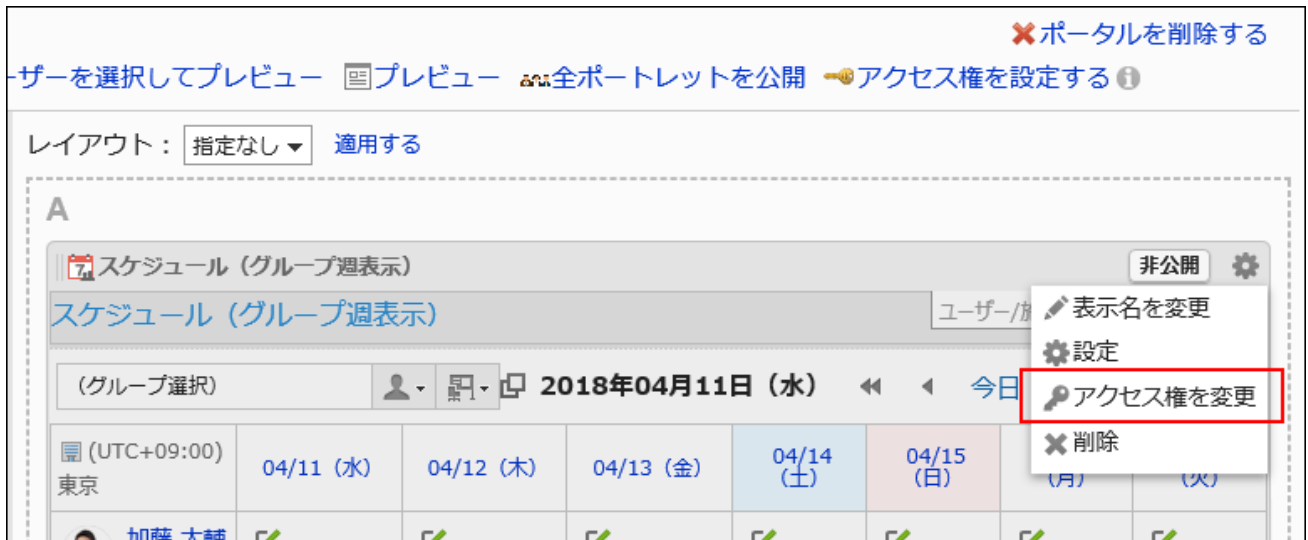 ポータルを削除する
ーザーを選択してプレビュー プレビュー 全ポートレットを公開 アクセス権を設定する
レイアウト： 指定なし 適用する
A
スケジュール（グループ週表示） 非公開
スケジュール（グループ週表示） ユーザー/施
表示名を変更
設定
アクセス権を変更
削除
（グループ選択） 2018年04月11日（水） 今日
(UTC+09:00)
東京
04/11（水） 04/12（木） 04/13（金） 04/14
（土） 04/15
（日） （月） （火）
加藤 大輔